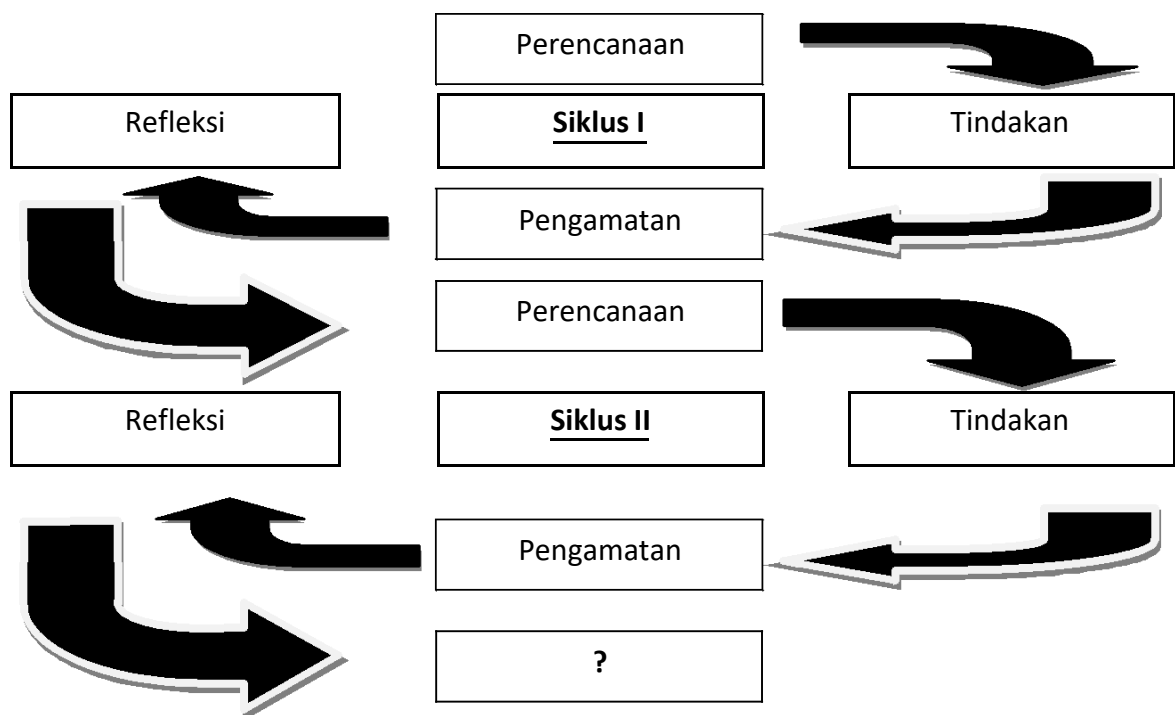 Perencanaan
Refleksi
Siklus I
Tindakan
Pengamatan
Perencanaan
Refleksi
Siklus II
Tindakan
Pengamatan
?